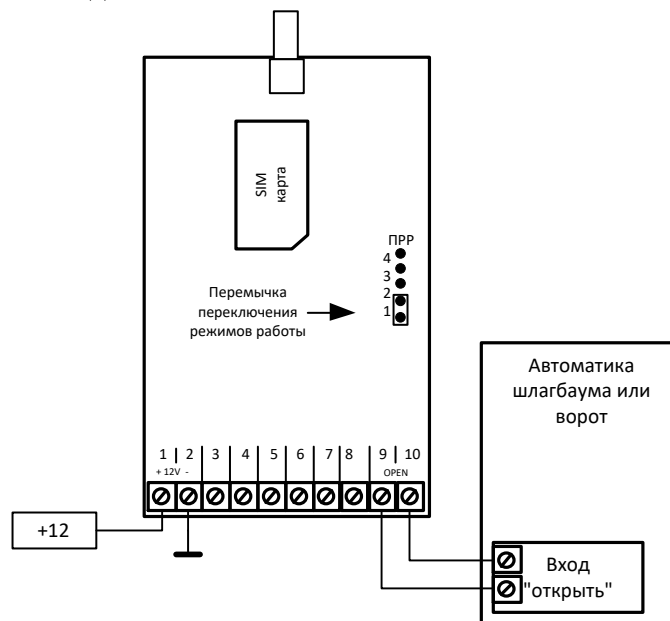 SIM
карта
ПРР
4
3
2
1
Перемычка
переключения
режимов работы
Автоматика
шлагбаума или
ворот
1 2 3 4 5 6 7 8 9 10
+ 12V - OPEN
+12
Вход
"открыть"